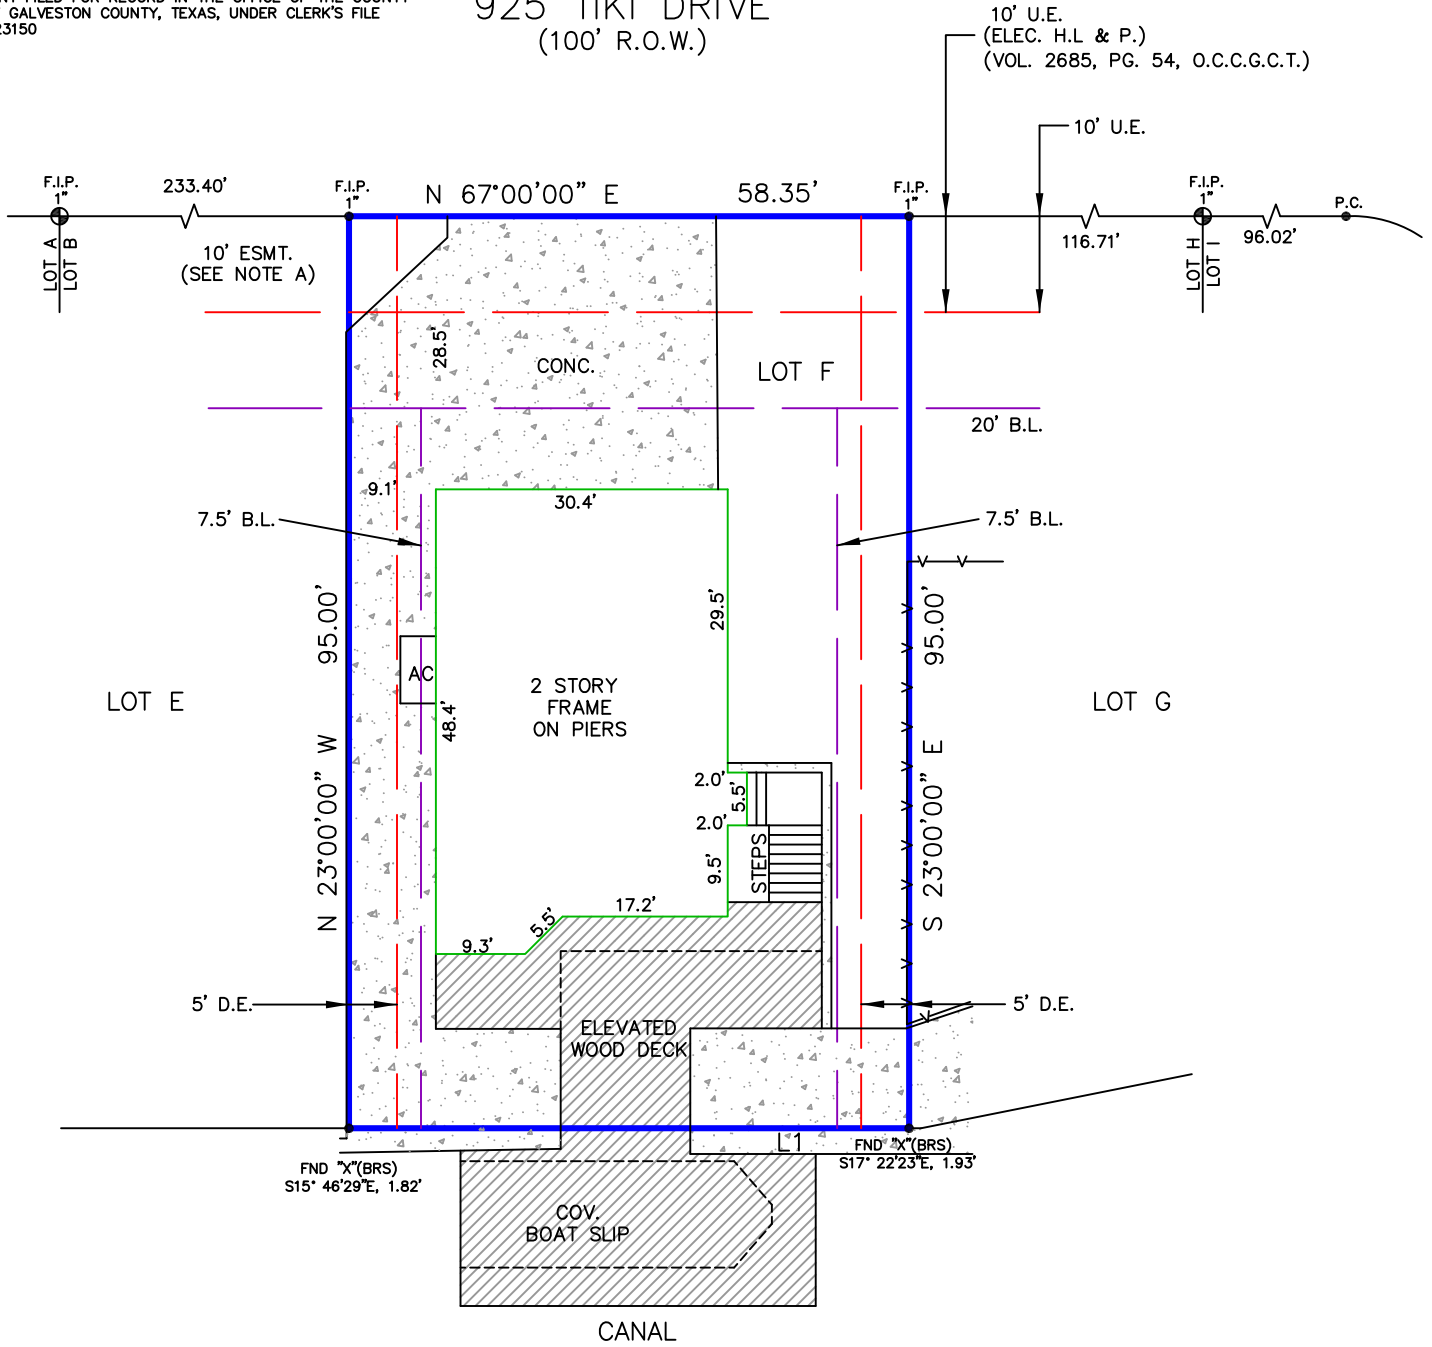 GALVESTON COUNTY, TEXAS, UNDER CLERK'S FILE
23150
925 TIKI DRIVE
(100' R.O.W.)
10' U.E.
(ELEC. H.L & P.)
(VOL. 2685, PG. 54, O.C.C.G.C.T.)
10' U.E.
F.I.P.
1"
233.40'
F.I.P.
1"
N 67°00'00" E
58.35'
F.I.P.
1"
F.I.P.
1"
P.C.
116.71'
96.02'
LOT A
LOT B
10' ESMT.
(SEE NOTE A)
LOT H
LOT I
28.5'
CONC.
LOT F
20' B.L.
9.1'
30.4'
7.5' B.L.
7.5' B.L.
29.5'
N 23°00'00" W 95.00'
S 23°00'00" E 95.00'
AC
48.4'
LOT E
2 STORY
FRAME
ON PIERS
LOT G
2.0'
5.5'
2.0'
9.5'
STEPS
17.2'
5.5'
9.3'
5' D.E.
5' D.E.
ELEVATED
WOOD DECK
L1
FND "X"(BRS)
S15° 46'29"E, 1.82'
FND "X"(BRS)
S17° 22'23"E, 1.93'
COV.
BOAT SLIP
CANAL